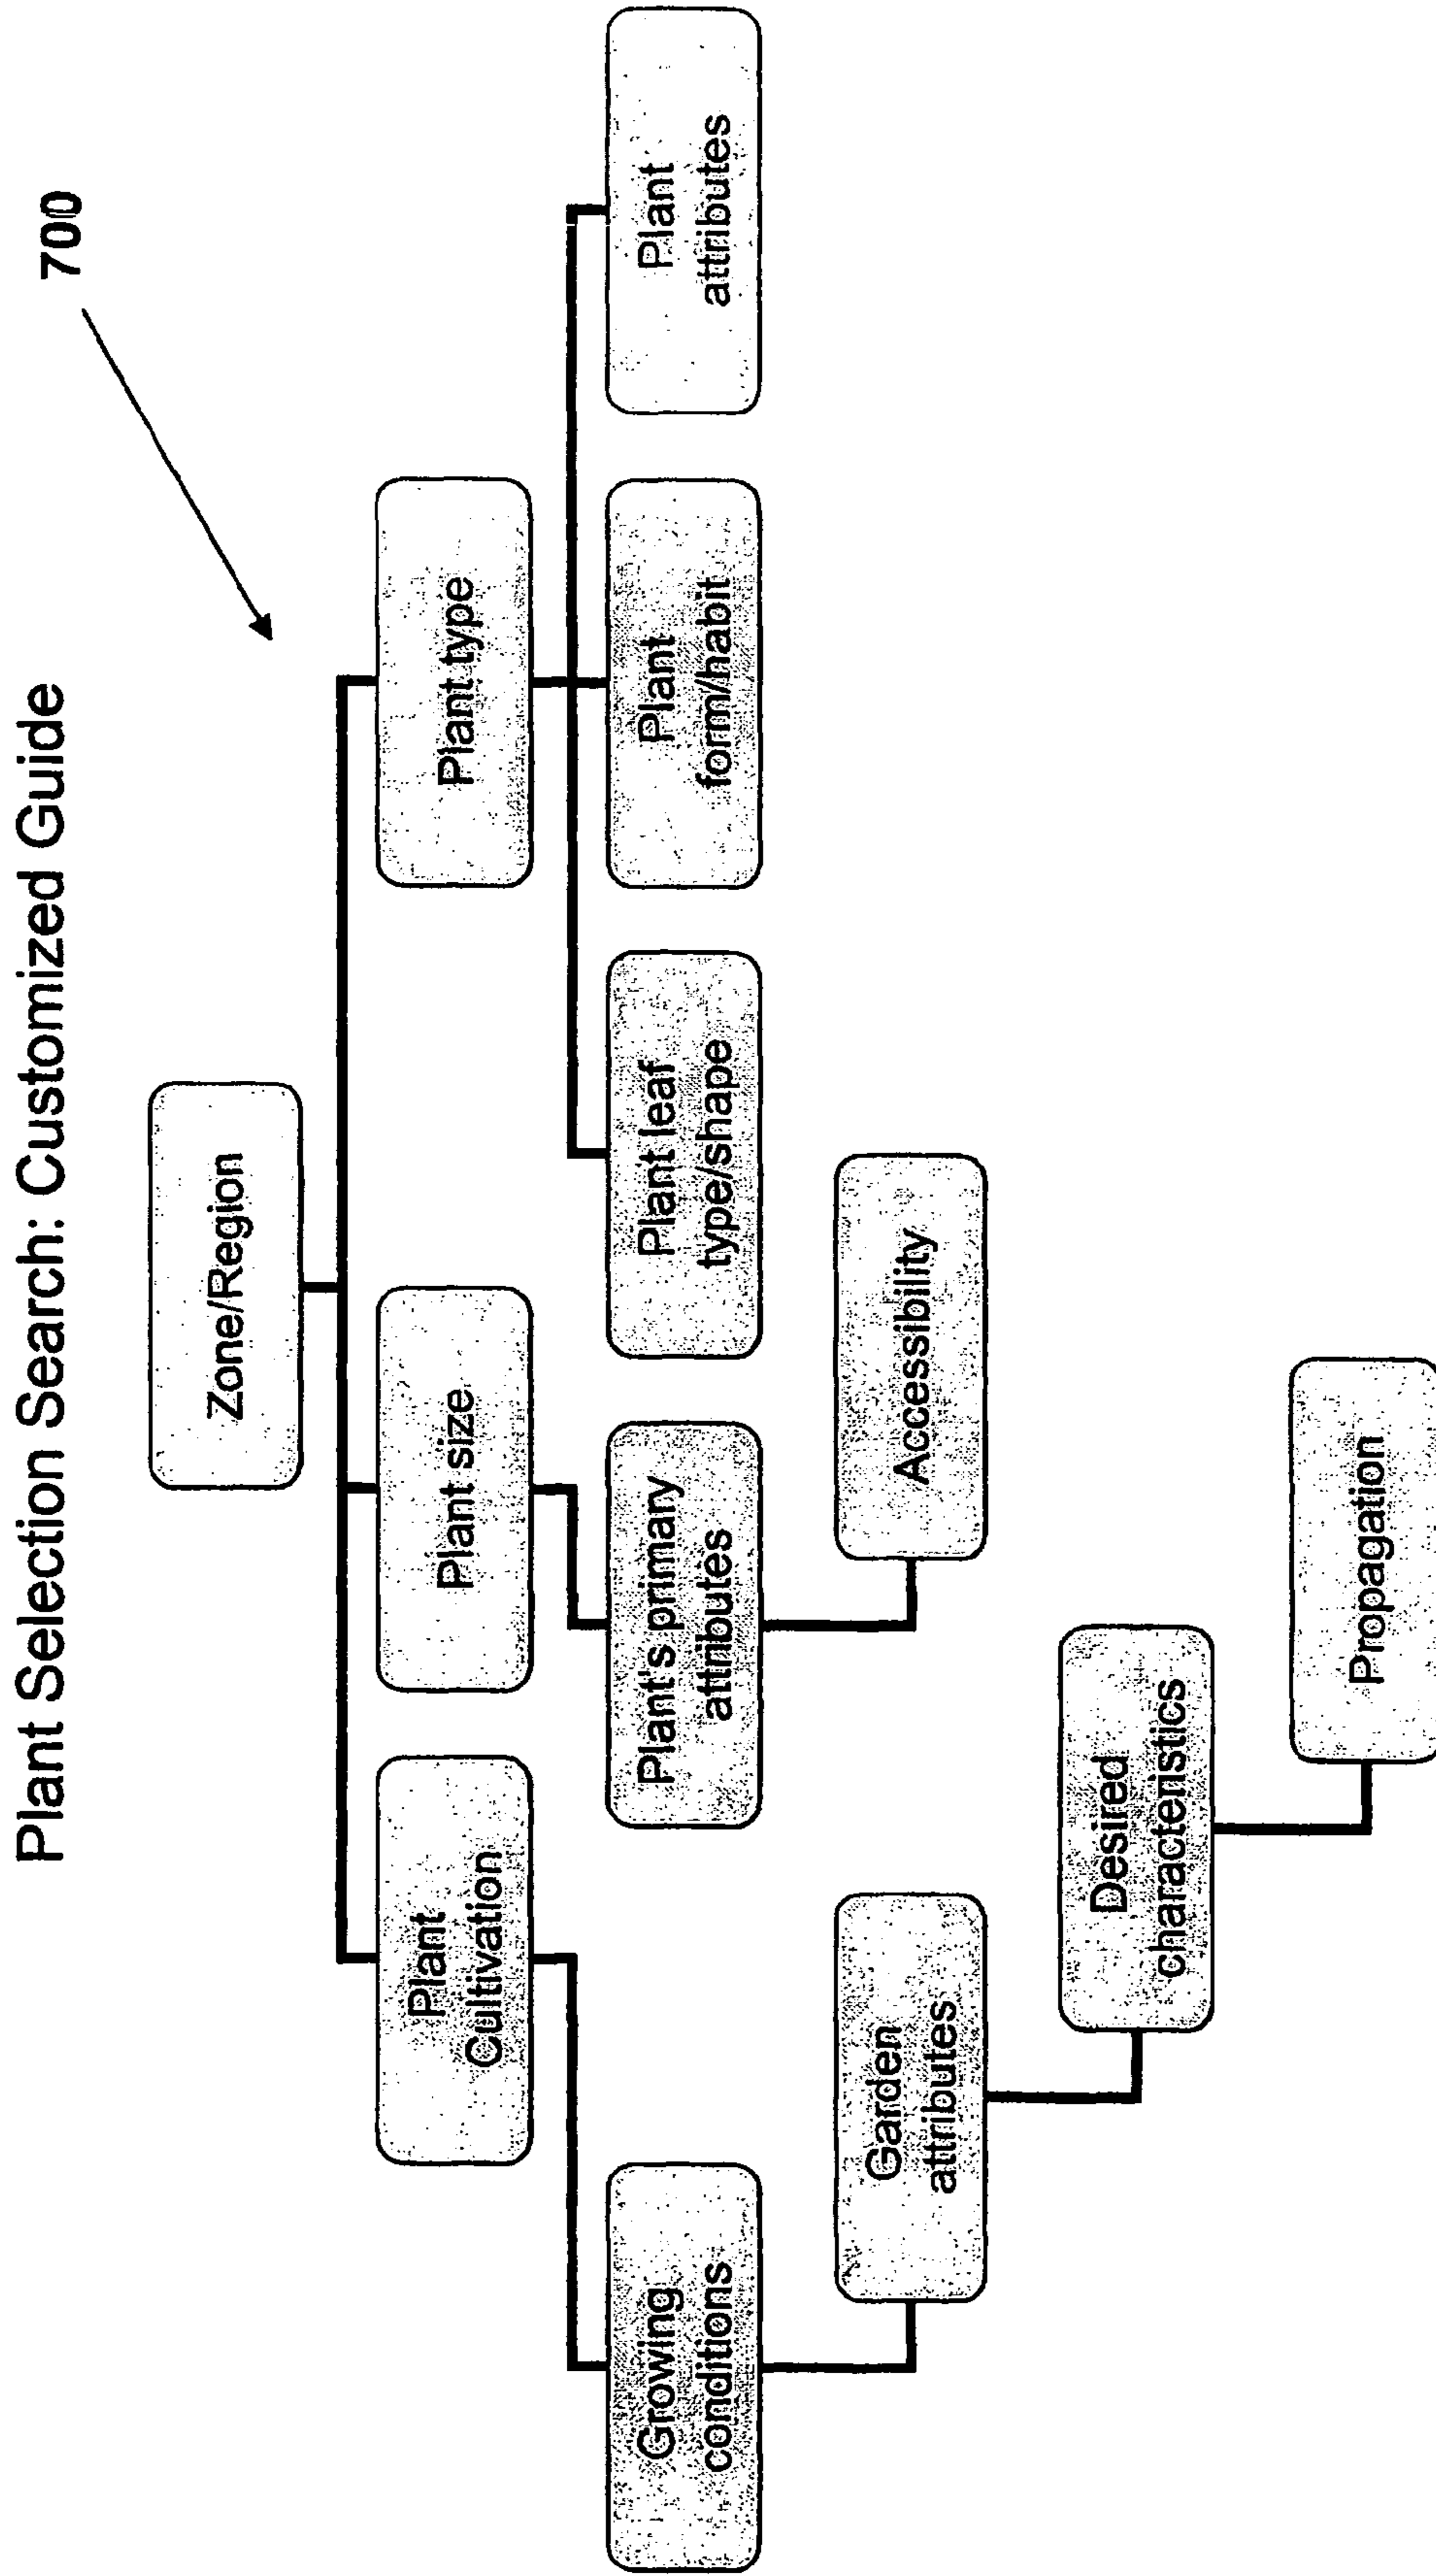 Plant Selection Search: Customized Guide
700
Zone/Region
Plant
Cultivation
Plant size
Plant type
Growing
conditions
Plant's primary
attributes
Plant leaf
type/shape
Plant
form/habit
Plant
attributes
Garden
attributes
Accessibility
Desired
characteristics
Propagation